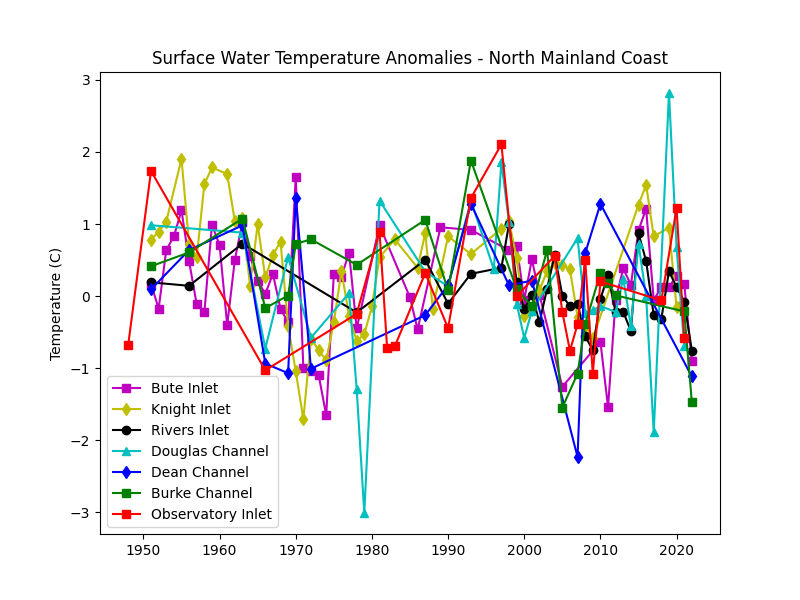 Surface Water Temperature Anomalies - North Mainland Coast
Temperature (C)
3
2
1
0
−1
−2
−3
Bute Inlet
Knight Inlet
Rivers Inlet
Douglas Channel
Dean Channel
Burke Channel
Observatory Inlet
1950 1960 1970 1980 1990 2000 2010 2020